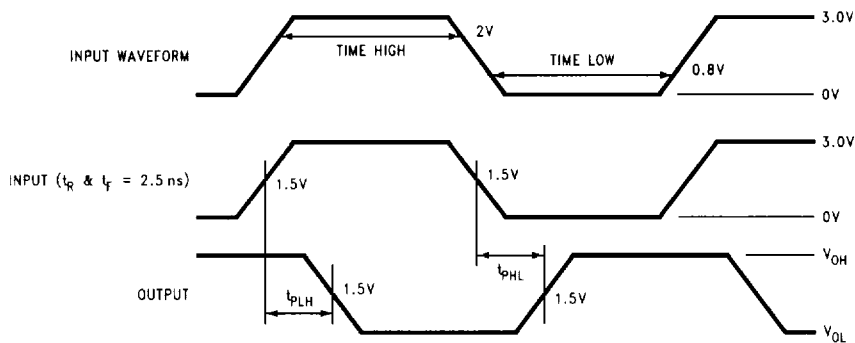 3.0V
2V
INPUT WAVEFORM
TIME HIGH
TIME LOW
0.8V
0V
3.0V
INPUT (tR & tF = 2.5 ns)
1.5V
1.5V
0V
VOH
tPHL
OUTPUT
tPLH
1.5V
1.5V
VOL